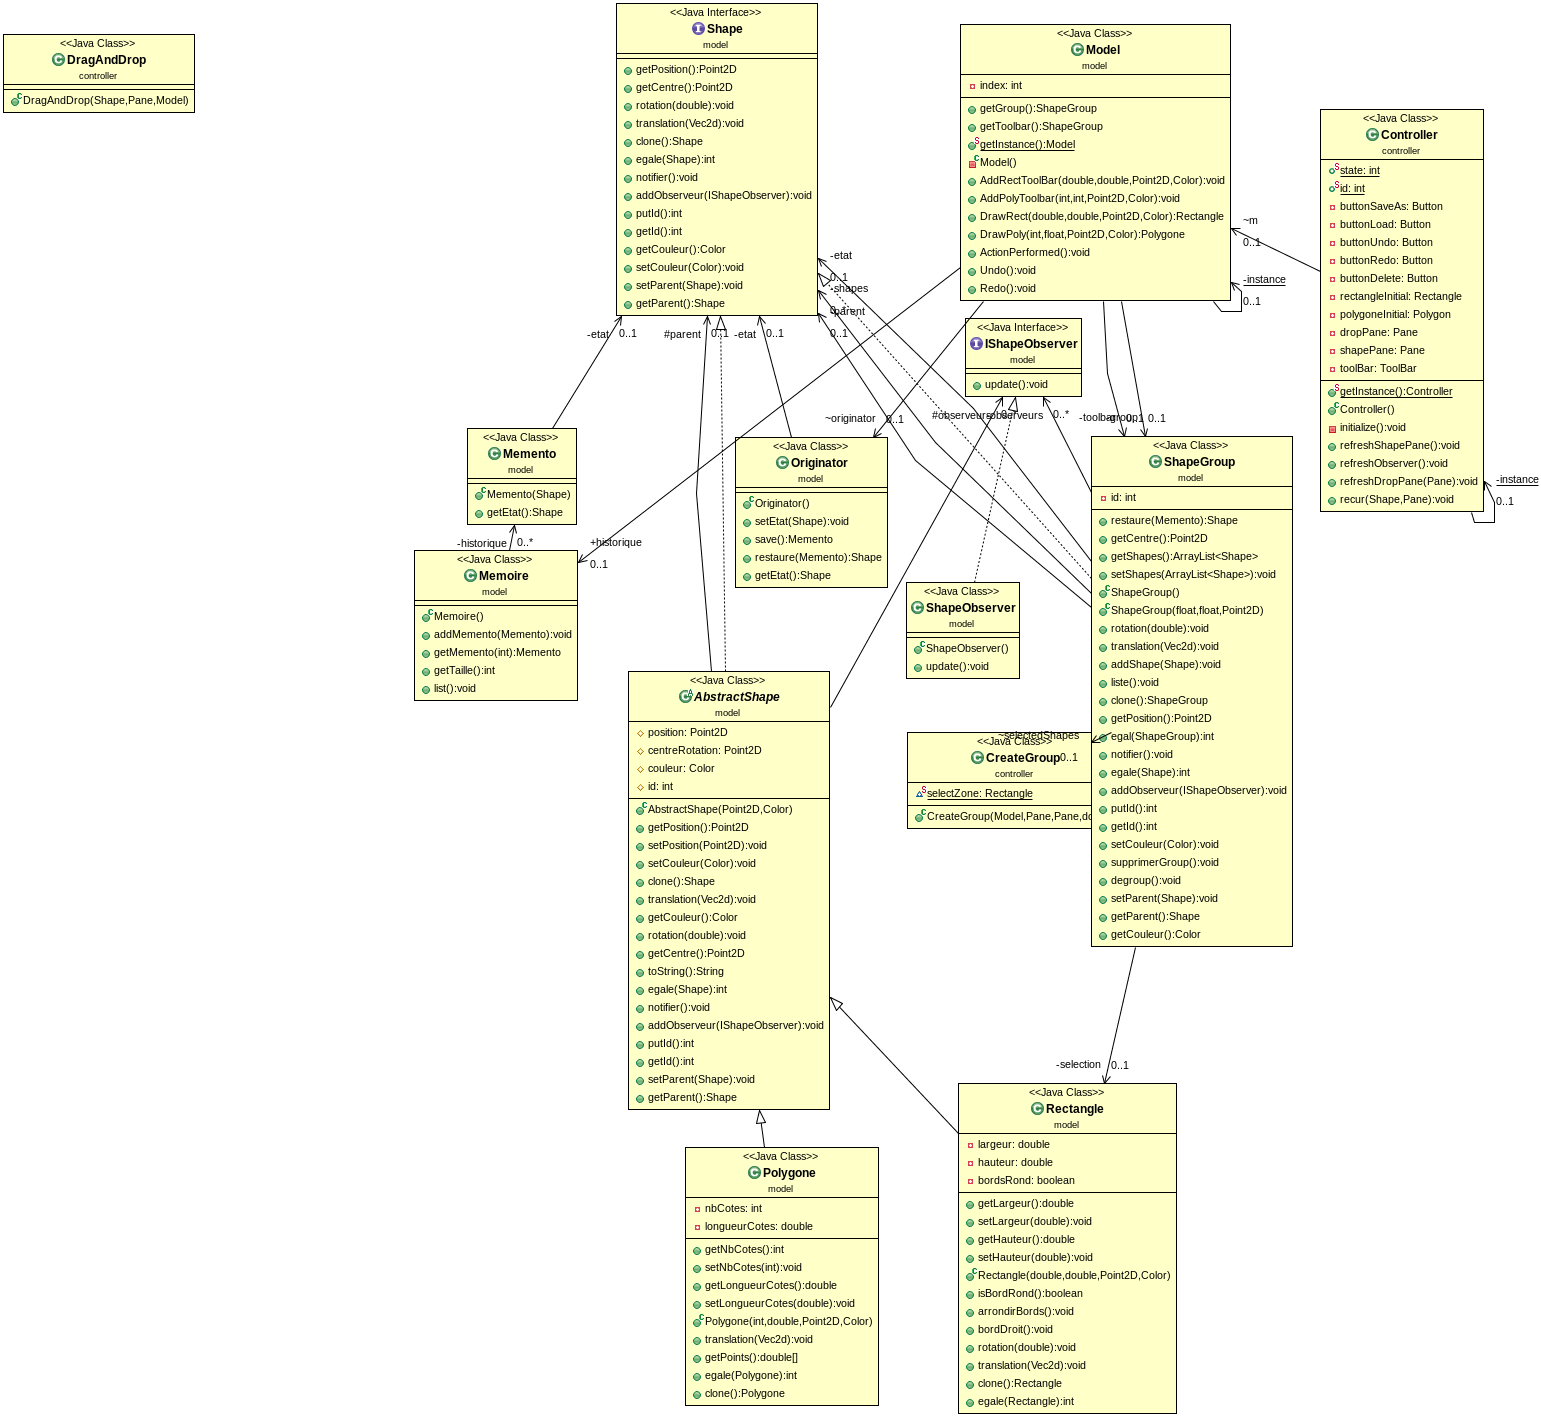 <<Java Class>>
DragAndDrop
controller
DragAndDrop(Shape,Pane,Model)
<<Java Interface>>
Shape
model
getPosition():Point2D
getCentre():Point2D
rotation(double):void
translation(Vec2d):void
clone():Shape
egale(Shape):int
notifier():void
addObserveur(IShapeObserver):void
putId():int
getId():int
getCouleur():Color
setCouleur(Color):void
setParent(Shape):void
getParent():Shape
<<Java Class>>
Model
model
index: int
getGroup():ShapeGroup
getToolbar():ShapeGroup
getInstance():Model
Model()
AddRectToolBar(double,double,Point2D,Color):void
AddPolyToolbar(int,int,Point2D,Color):void
DrawRect(double,double,Point2D,Color):Rectangle
DrawPoly(int,float,Point2D,Color):Polygone
ActionPerformed():void
Undo():void
Redo():void
<<Java Class>>
Controller
controller
state: int
id: int
buttonSaveAs: Button
buttonLoad: Button
buttonUndo: Button
buttonRedo: Button
buttonDelete: Button
rectangleInitial: Rectangle
polygoneInitial: Polygon
dropPane: Pane
shapePane: Pane
toolBar: ToolBar
getInstance():Controller
Controller()
initialize():void
refreshShapePane():void
refreshObserver():void
refreshDropPane(Pane):void
recur(Shape,Pane):void
~m
0..1
-instance
0..1
-instance
0..1
-etat
0..1
-shapes
0..*
-parent
0..1
-etat
0..1
#parent
0..1
-etat
0..1
<<Java Interface>>
IShapeObserver
model
update():void
~originator
0..1
#observeurs
0..*
-observeurs
0..*
-toolbar
0..1
-group
0..1
<<Java Class>>
Memento
model
Memento(Shape)
getEtat():Shape
-historique
0..*
+historique
0..1
<<Java Class>>
Memoire
model
Memoire()
addMemento(Memento):void
getMemento(int):Memento
getTaille():int
list():void
<<Java Class>>
Originator
model
Originator()
setEtat(Shape):void
save():Memento
restaure(Memento):Shape
getEtat():Shape
<<Java Class>>
ShapeObserver
model
ShapeObserver()
update():void
<<Java Class>>
ShapeGroup
model
id: int
restaure(Memento):Shape
getCentre():Point2D
getShapes():ArrayList<Shape>
setShapes(ArrayList<Shape>):void
ShapeGroup()
ShapeGroup(float,float,Point2D)
rotation(double):void
translation(Vec2d):void
addShape(Shape):void
liste():void
clone():ShapeGroup
getPosition():Point2D
egal(ShapeGroup):int
notifier():void
egale(Shape):int
addObserveur(IShapeObserver):void
putId():int
getId():int
setCouleur(Color):void
supprimerGroup():void
degroup():void
setParent(Shape):void
getParent():Shape
getCouleur():Color
~selectedShapes
0..1
<<Java Class>>
CreateGroup
controller
selectZone: Rectangle
CreateGroup(Model,Pane,Pane,do
<<Java Class>>
AbstractShape
model
position: Point2D
centreRotation: Point2D
couleur: Color
id: int
AbstractShape(Point2D,Color)
getPosition():Point2D
setPosition(Point2D):void
setCouleur(Color):void
clone():Shape
translation(Vec2d):void
getCouleur():Color
rotation(double):void
getCentre():Point2D
toString():String
egale(Shape):int
notifier():void
addObserveur(IShapeObserver):void
putId():int
getId():int
setParent(Shape):void
getParent():Shape
-selection
0..1
<<Java Class>>
Polygone
model
nbCotes: int
longueurCotes: double
getNbCotes():int
setNbCotes(int):void
getLongueurCotes():double
setLongueurCotes(double):void
Polygone(int,double,Point2D,Color)
translation(Vec2d):void
getPoints():double[]
egale(Polygone):int
clone():Polygone
<<Java Class>>
Rectangle
model
largeur: double
hauteur: double
bordsRond: boolean
getLargeur():double
setLargeur(double):void
getHauteur():double
setHauteur(double):void
Rectangle(double,double,Point2D,Color)
isBordRond():boolean
arrondirBords():void
bordDroit():void
rotation(double):void
translation(Vec2d):void
clone():Rectangle
egale(Rectangle):int